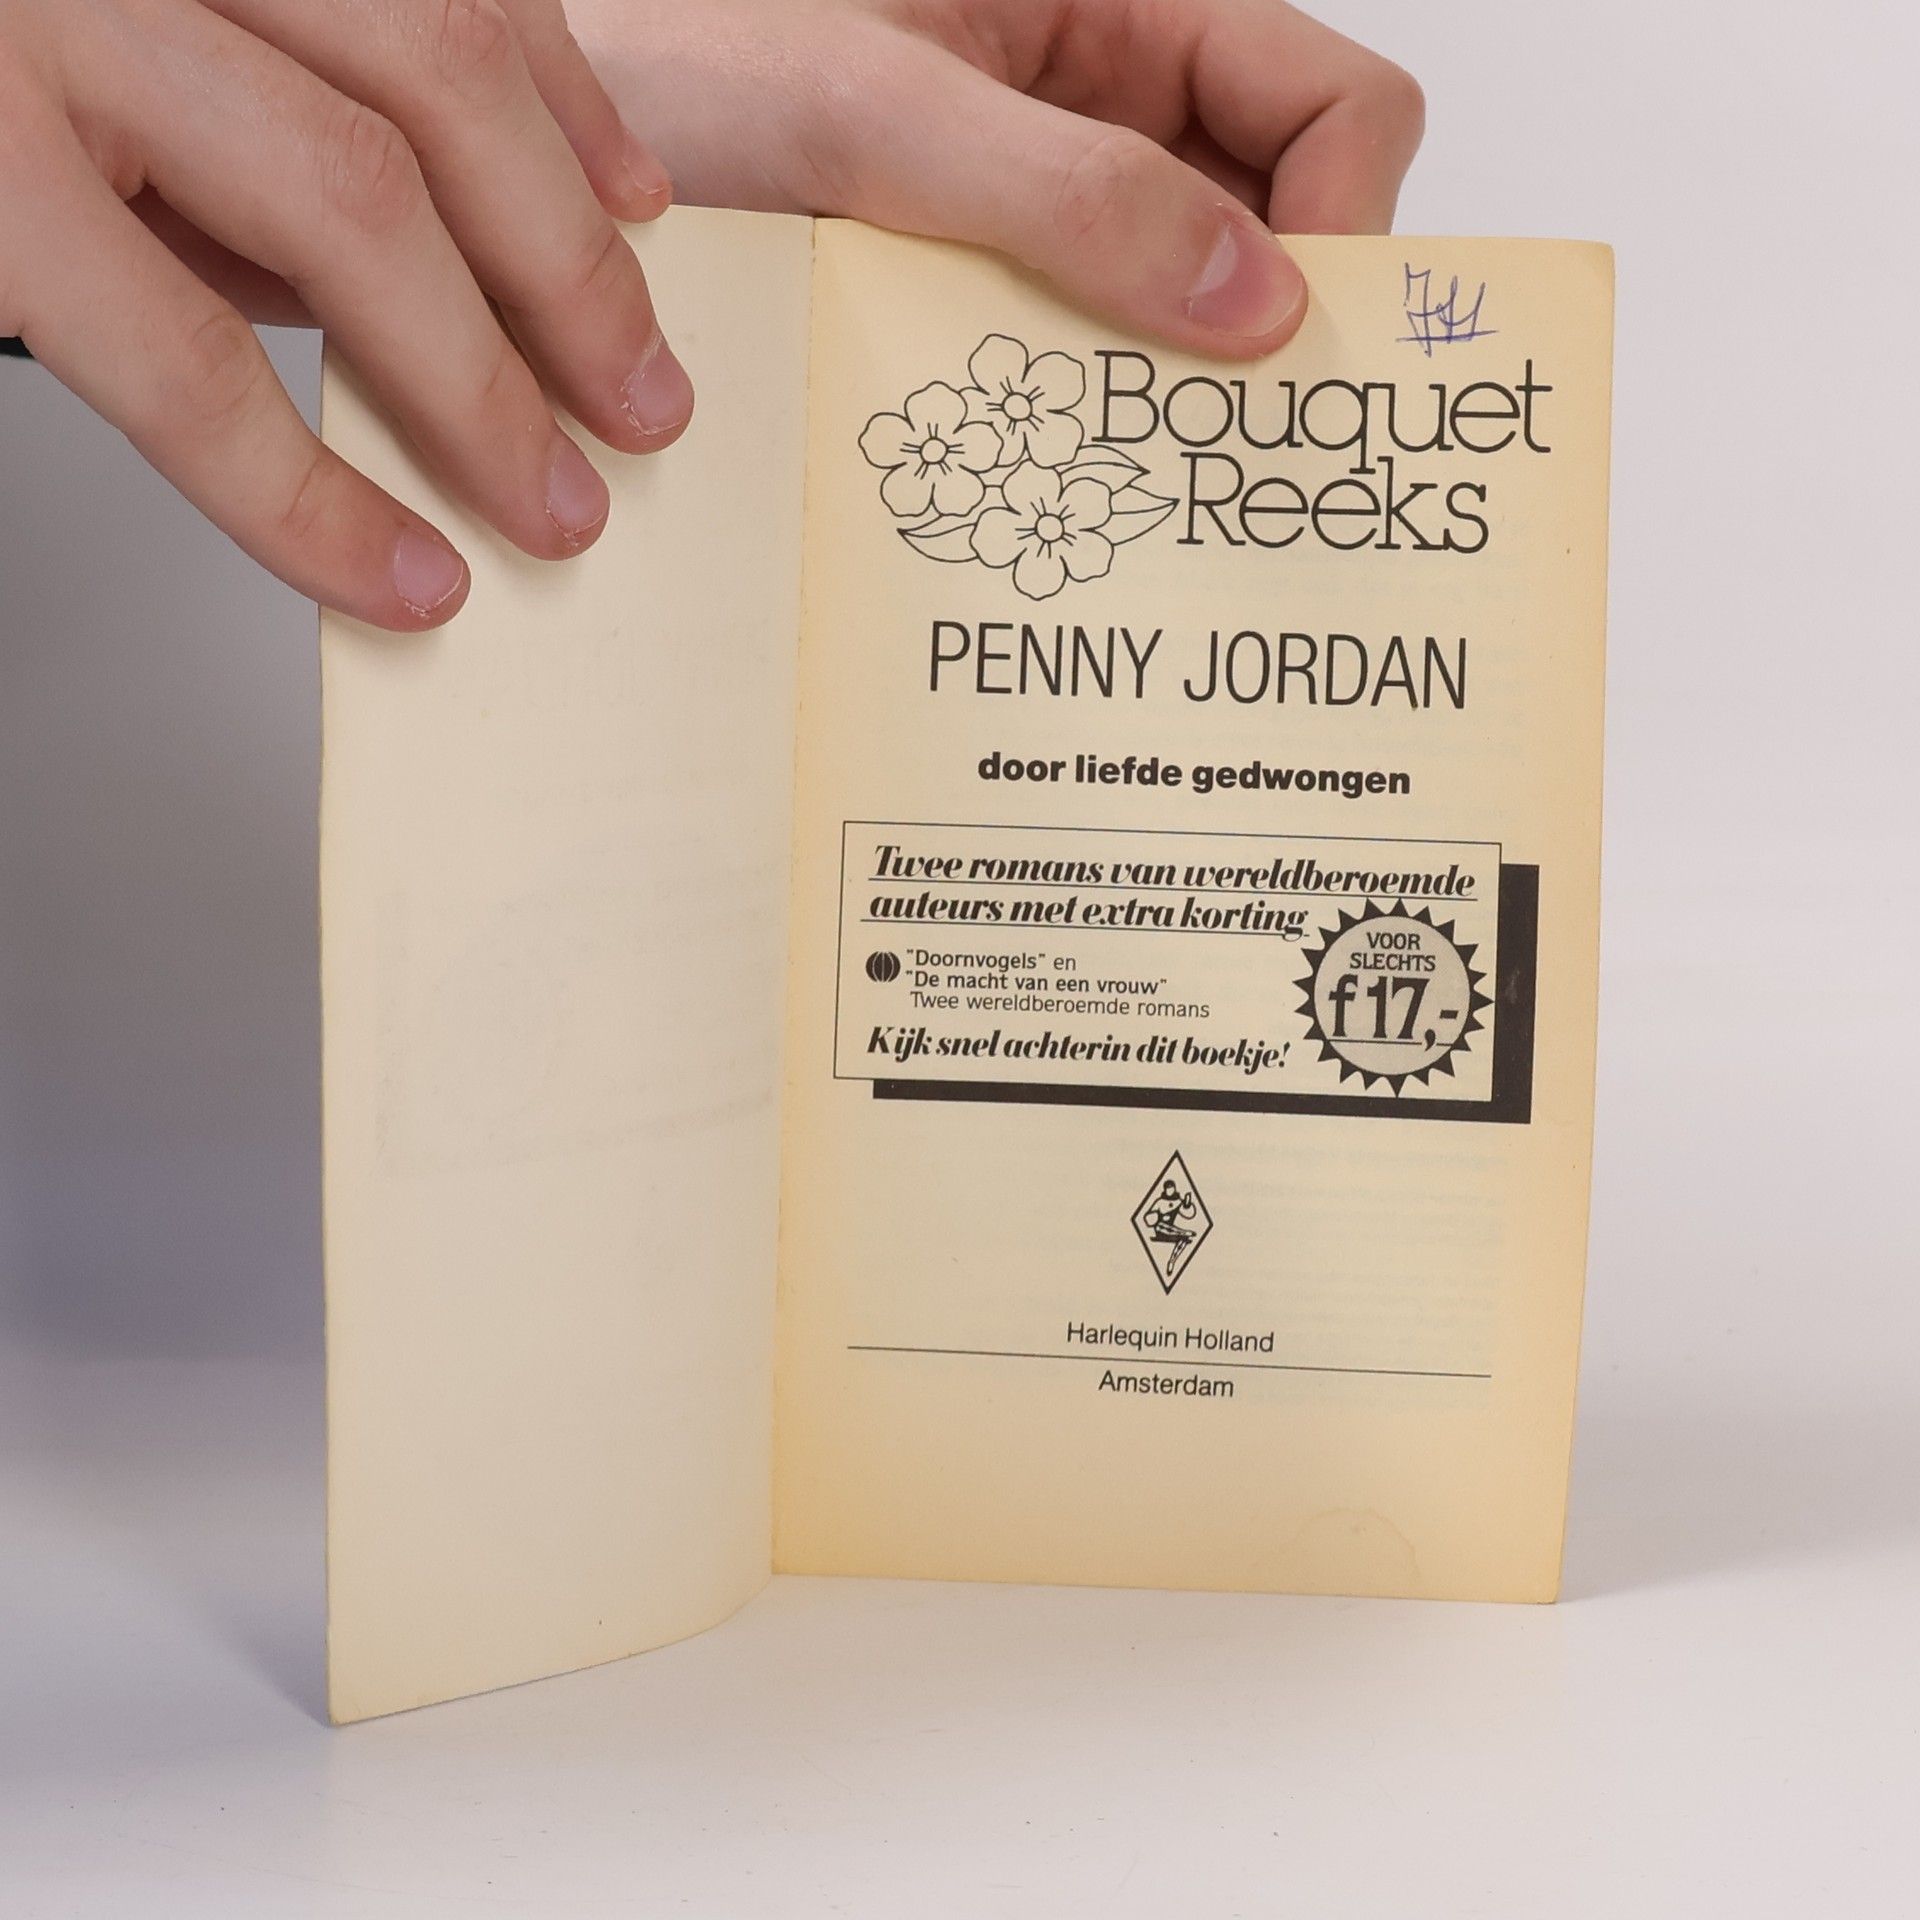 Bouquet
Reeks
PENNY JORDAN
door liefde gedwongen
Twee romans van wereldberoemde
auteurs met extra korting
"Doornvogels" en
"De macht van een vrouw"
Twee wereldberoemde romans
Kijk snel achterin dit boekje!
VOOR
SLECHTS
f 17,-
Harlequin Holland
Amsterdam